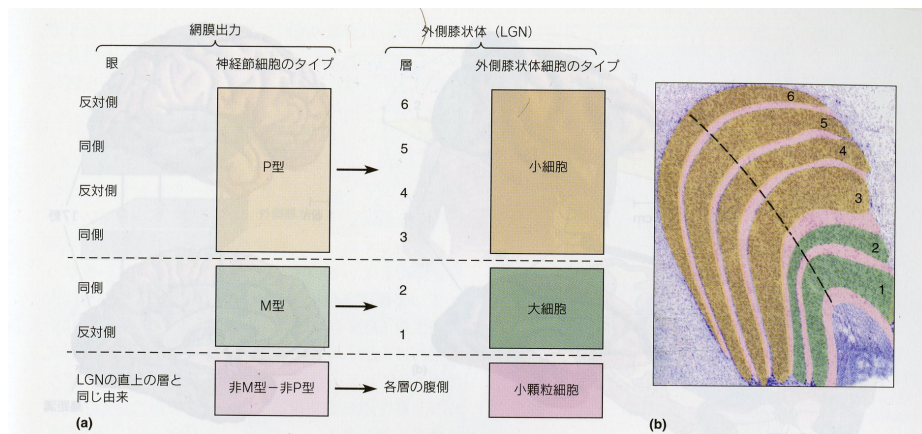 網膜出力
外側膝状体（LGN）
眼
神経節細胞のタイプ
層
外側膝状体細胞のタイプ
反対側
6
同側
P型
5
小細胞
反対側
4
同側
3
同側
2
M型
大細胞
反対側
1
LGNの直上の層と
同じ由来
非M型−非P型
各層の腹側
小顆粒細胞
(a)
6
5
4
3
2
1
(b)